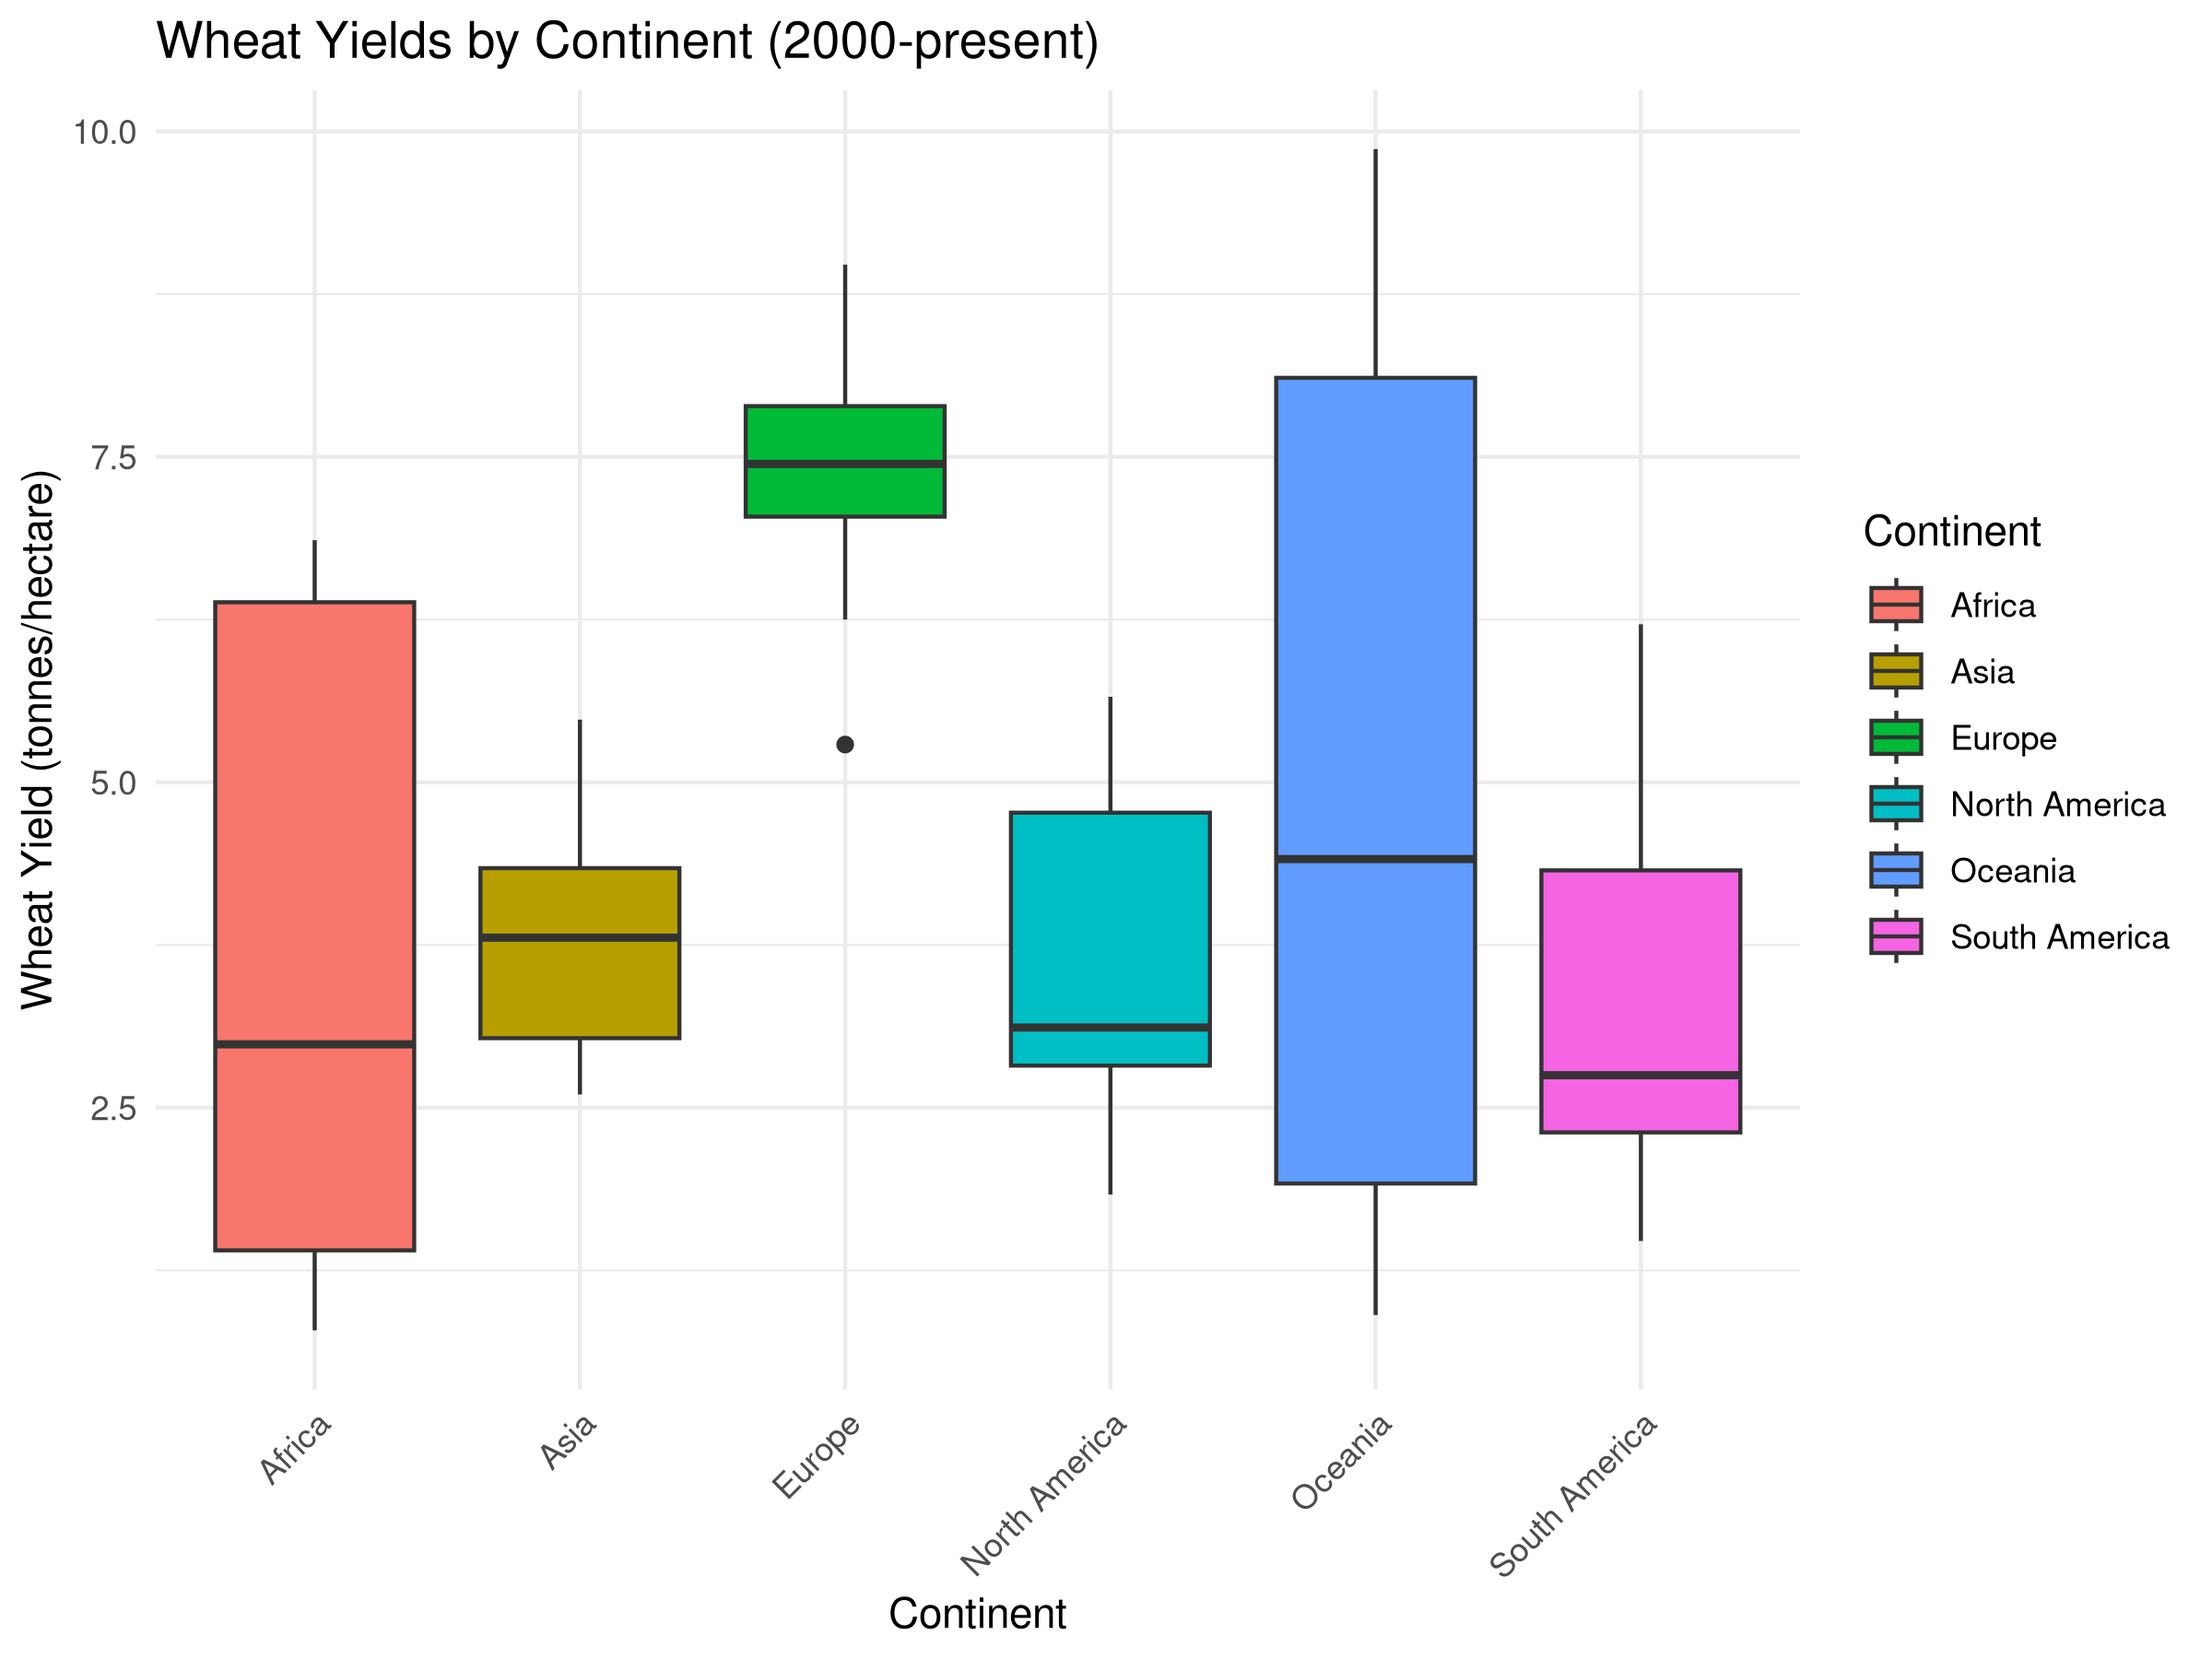 Wheat Yields by Continent (2000-present)
Wheat Yield (tonnes/hectare)
10.0
7.5
5.0
2.5
Africa
Asia
Europe
North America
Oceania
South America
Continent
Continent
Africa
Asia
Europe
North America
Oceania
South America